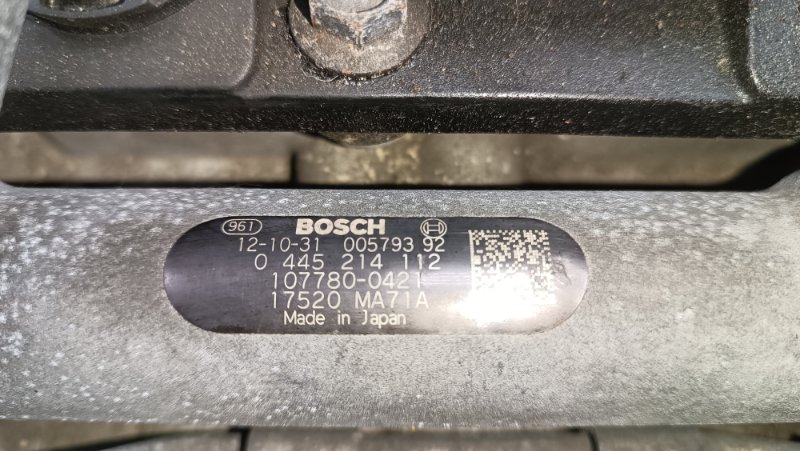 961 BOSCH
12-10-31 005793 92
0 445 214 112
107780-0421
17520 MA71A
Made in Japan